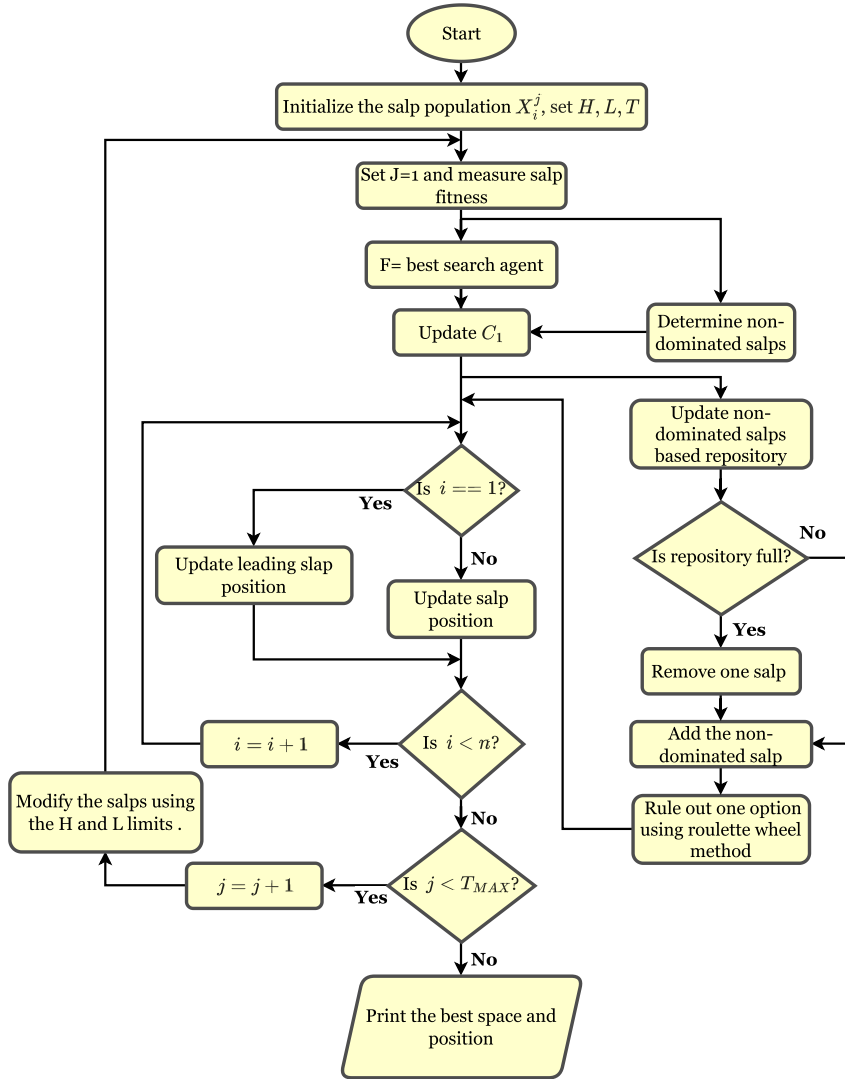 Start
Initialize the salp population $X_i^j$, set $H, L, T$
Set J=1 and measure salp
fitness
F= best search agent
Update $C_1$
Determine non-
dominated salps
Update non-
dominated salps
based repository
Is $i == 1$?
Yes
No
Is repository full?
No
Update leading slap
position
Update salp
position
Yes
Remove one salp
$i = i + 1$
Yes
Is $i < n$?
Add the non-
dominated salp
Modify the salps using
the H and L limits .
No
Rule out one option
using roulette wheel
method
$j = j + 1$
Yes
Is $j < T_{MAX}$?
No
Print the best space and
position